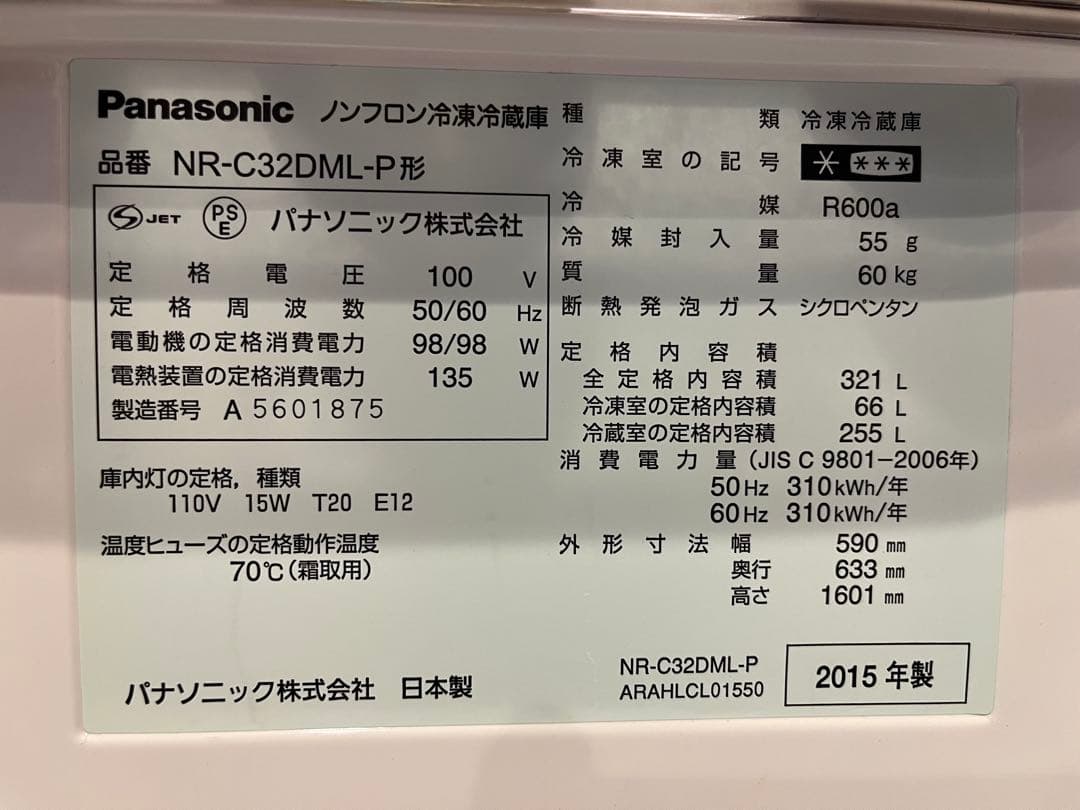 Panasonic ノンフロン冷凍冷蔵庫
品番 NR-C32DML-P形
S JET PSE パナソニック株式会社
定格電圧 100 V
定格周波数 50/60 Hz
電動機の定格消費電力 98/98 W
電熱装置の定格消費電力 135 W
製造番号 A 5601875
庫内灯の定格，種類
110V 15W T20 E12
温度ヒューズの定格動作温度
70℃(霜取用)
パナソニック株式会社 日本製
種類 冷凍冷蔵庫
冷凍室の記号 * ***
冷媒 R600a
冷媒封入量 55 g
質量 60 kg
断熱発泡ガス シクロペンタン
定格内容積
全定格内容積 321 L
冷凍室の定格内容積 66 L
冷蔵室の定格内容積 255 L
消費電力量(JIS C 9801−2006年)
50Hz 310kWh/年
60Hz 310kWh/年
外形寸法幅 590 mm
奥行 633 mm
高さ 1601 mm
NR-C32DML-P
ARAHLCL01550
2015年製